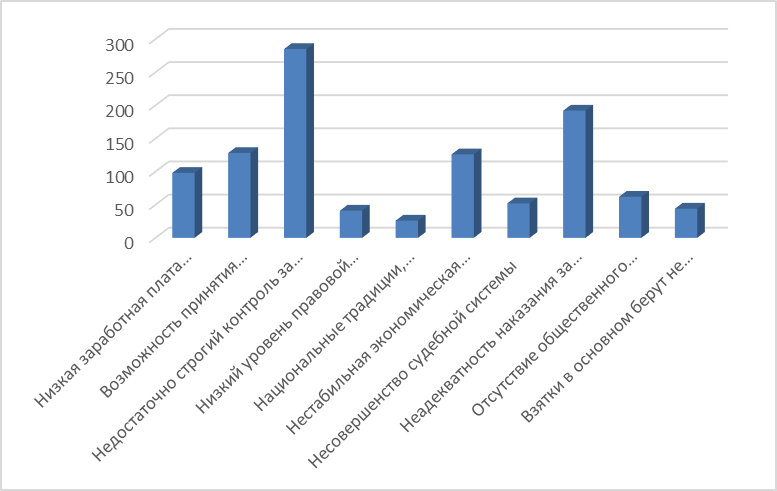 300
250
200
150
100
50
0
Низкая заработная плата…
Возможность принятия…
Недостаточно строгий контроль за…
Низкий уровень правовой…
Национальные традиции,…
Нестабильная экономическая…
Несовершенство судебной системы
Неадекватность наказания за…
Отсутствие общественного…
Взятки в основном берут не…